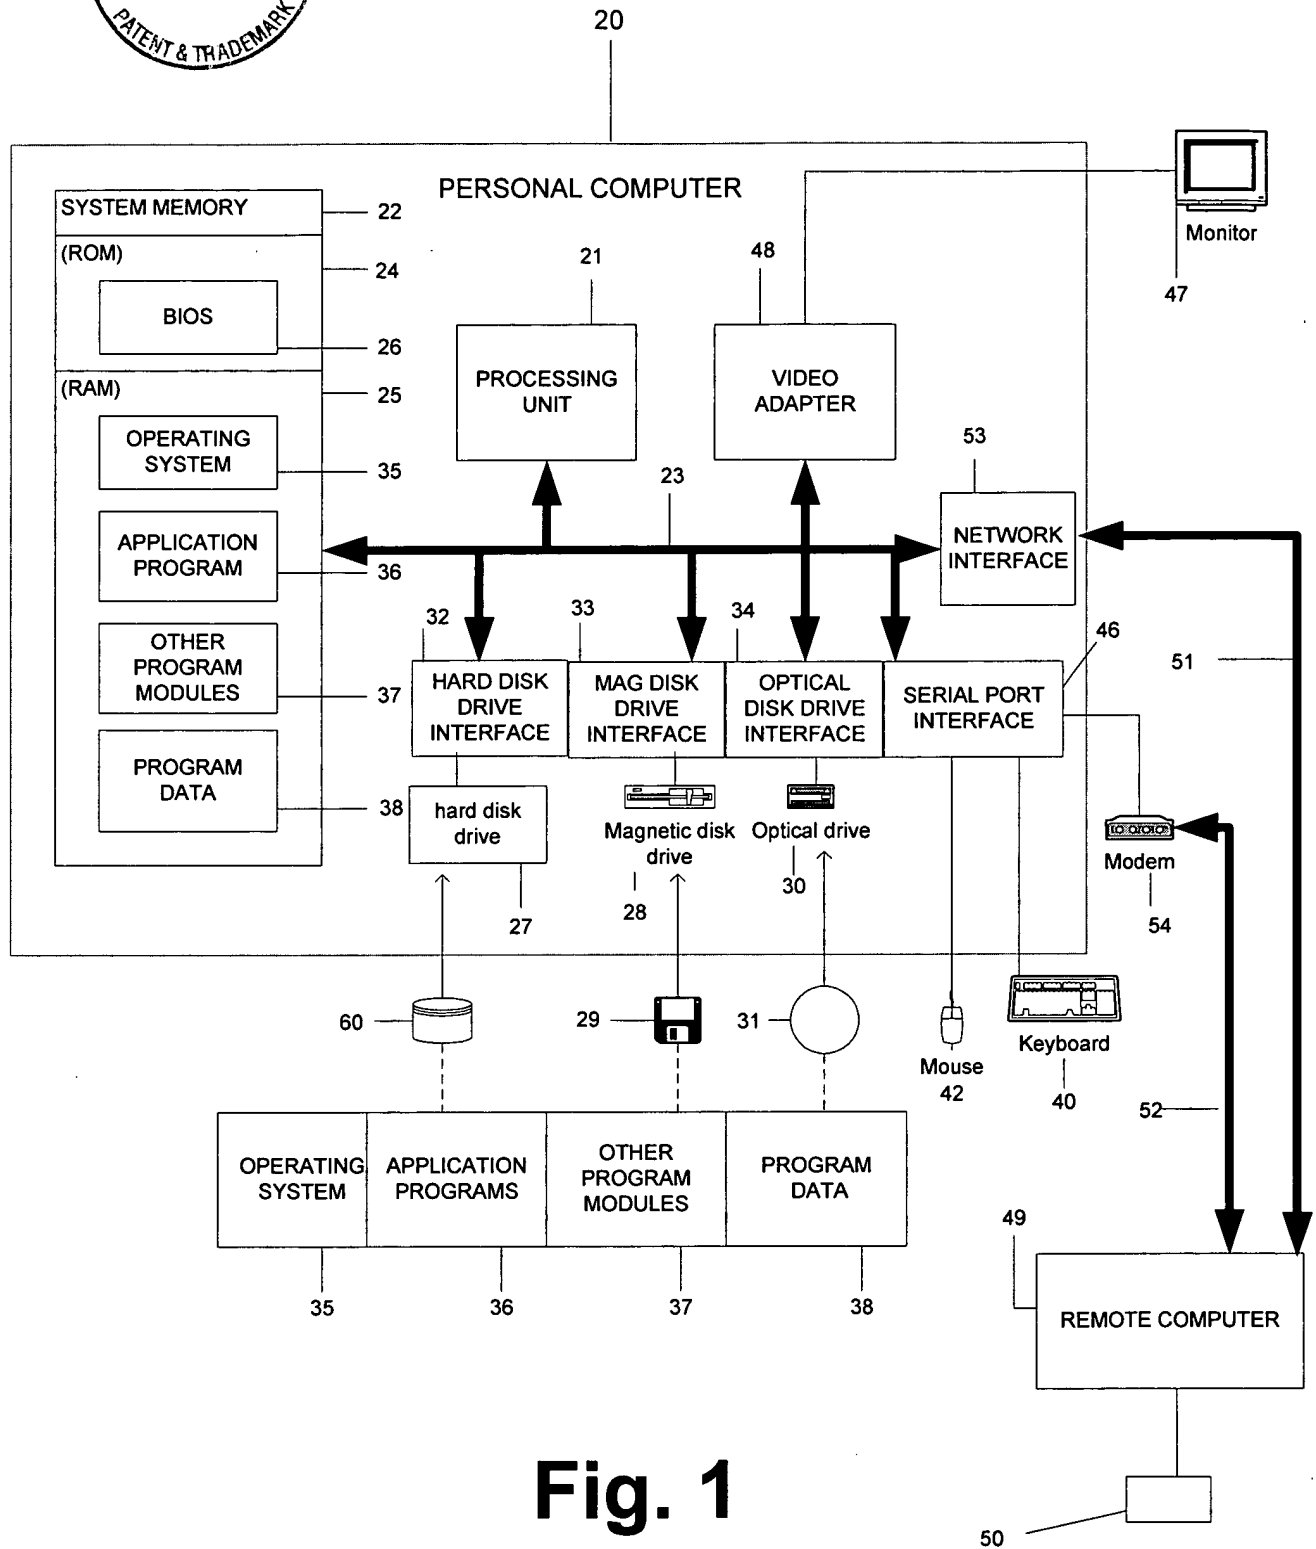 PATENT & TRADEMARK
20
PERSONAL COMPUTER
SYSTEM MEMORY
22
(ROM)
24
BIOS
26
(RAM)
25
OPERATING
SYSTEM
35
APPLICATION
PROGRAM
36
OTHER
PROGRAM
MODULES
37
PROGRAM
DATA
38
21
PROCESSING
UNIT
48
VIDEO
ADAPTER
Monitor
47
23
53
NETWORK
INTERFACE
32
HARD DISK
DRIVE
INTERFACE
33
MAG DISK
DRIVE
INTERFACE
34
OPTICAL
DISK DRIVE
INTERFACE
46
SERIAL PORT
INTERFACE
51
hard disk
drive
27
Magnetic disk
drive
28
Optical drive
30
Modem
54
60
29
31
Mouse
42
Keyboard
40
52
OPERATING
SYSTEM
APPLICATION
PROGRAMS
OTHER
PROGRAM
MODULES
PROGRAM
DATA
35
36
37
38
49
REMOTE COMPUTER
50
Fig. 1